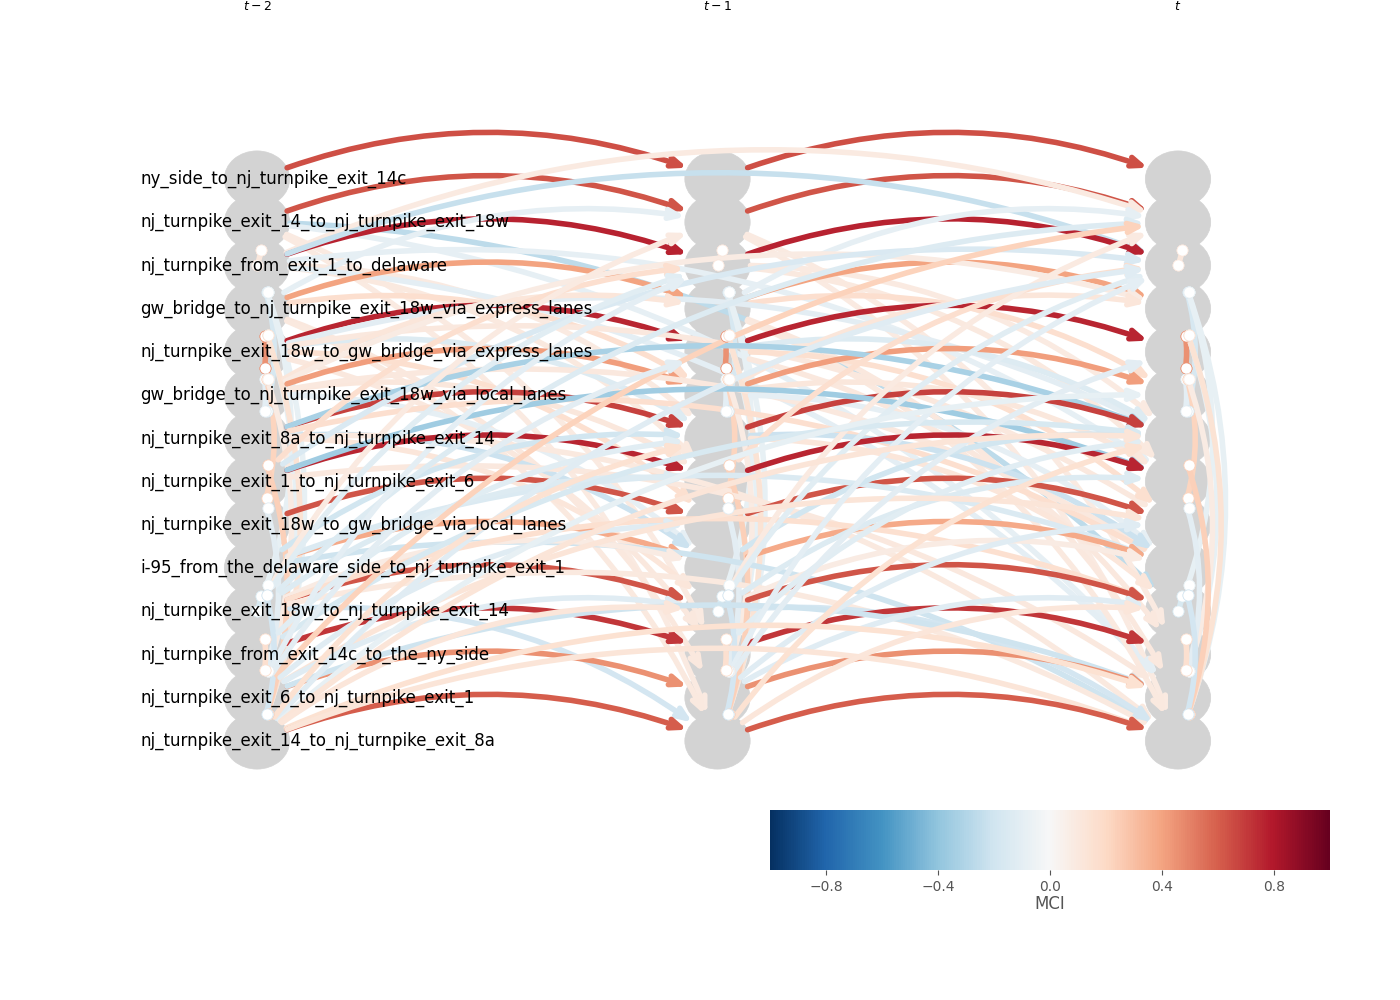 t − 2 t − 1 t
ny_side_to_nj_turnpike_exit_14c
nj_turnpike_exit_14_to_nj_turnpike_exit_18w
nj_turnpike_from_exit_1_to_delaware
gw_bridge_to_nj_turnpike_exit_18w_via_express_lanes
nj_turnpike_exit_18w_to_gw_bridge_via_express_lanes
gw_bridge_to_nj_turnpike_exit_18w_via_local_lanes
nj_turnpike_exit_8a_to_nj_turnpike_exit_14
nj_turnpike_exit_1_to_nj_turnpike_exit_6
nj_turnpike_exit_18w_to_gw_bridge_via_local_lanes
i-95_from_the_delaware_side_to_nj_turnpike_exit_1
nj_turnpike_exit_18w_to_nj_turnpike_exit_14
nj_turnpike_from_exit_14c_to_the_ny_side
nj_turnpike_exit_6_to_nj_turnpike_exit_1
nj_turnpike_exit_14_to_nj_turnpike_exit_8a
−0.8 −0.4 0.0 0.4 0.8
MCI